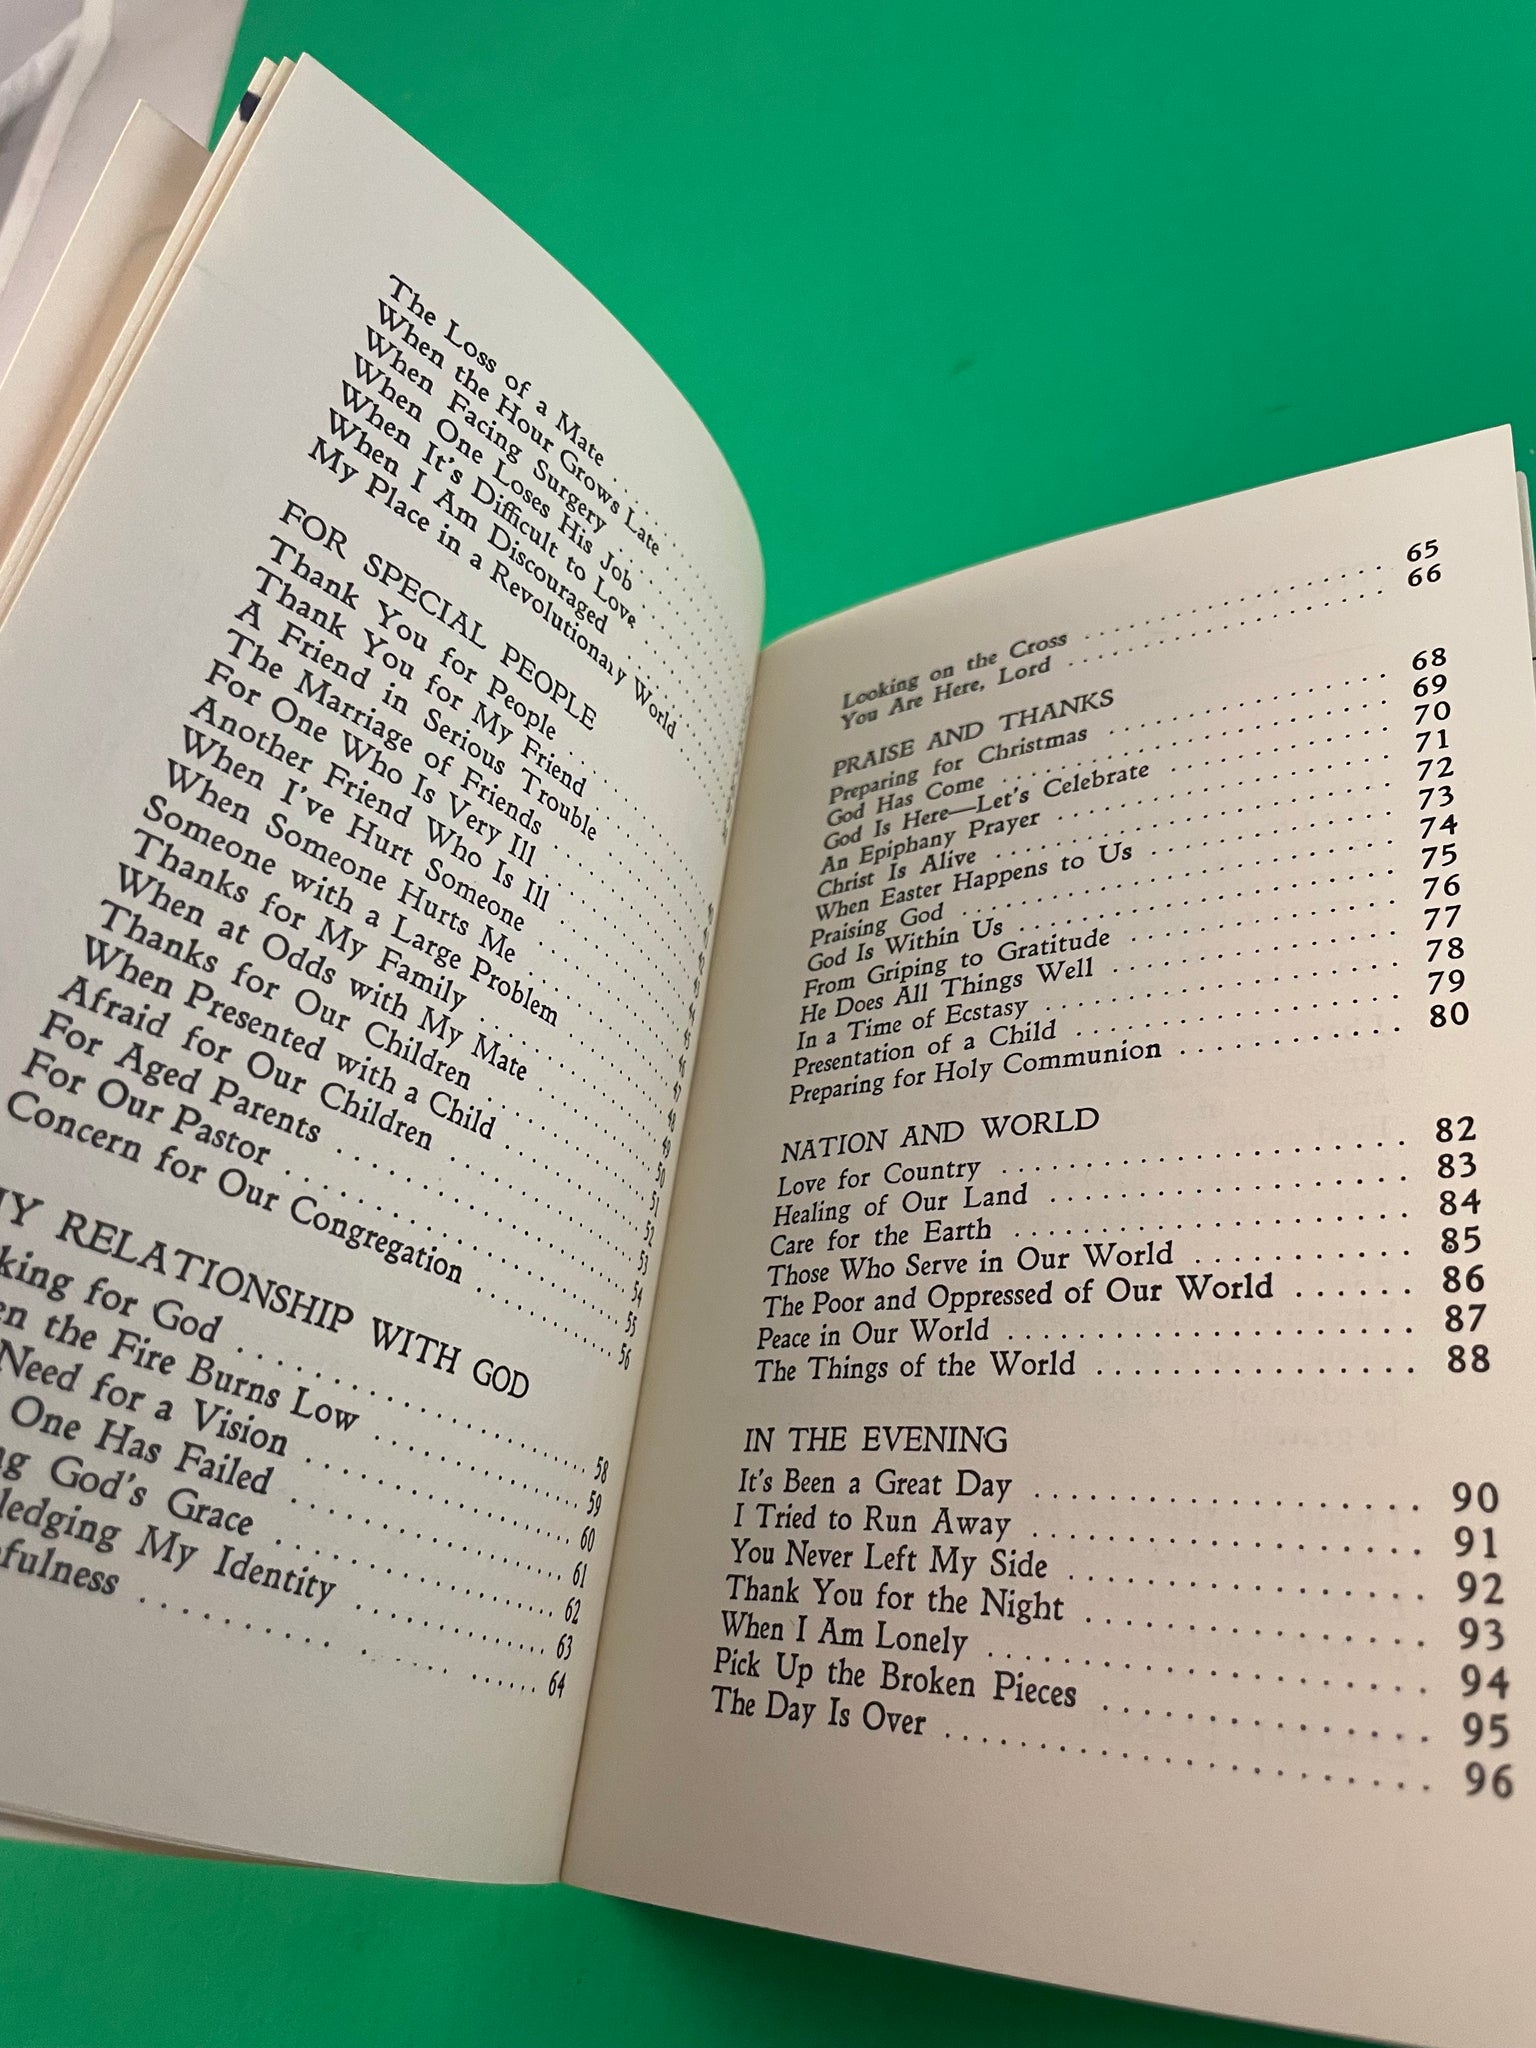 The Loss of a Mate
When the Hour Grows Late
When Facing Surgery
When One Loses His Job
When It's Difficult to Love
When I Am Discouraged
My Place in a Revolutionary World
FOR SPECIAL PEOPLE
Thank You for People
Thank You for My Friend
A Friend in Serious Trouble
The Marriage of Friends
For One Who Is Very Ill
Another Friend Who Is Ill
When I've Hurt Someone
When Someone Hurts Me
Someone with a Large Problem
Thanks for My Family
When at Odds with My Mate
Thanks for Our Children
When Presented with a Child
Afraid for Our Children
For Aged Parents
For Our Pastor
Concern for Our Congregation . . . . . . . . 56
RELATIONSHIP WITH GOD
for God . . . . . . . . . . . . . . . . . . 58
the Fire Burns Low . . . . . . . . . . . . 59
Need for a Vision . . . . . . . . . . . . . . 60
One Has Failed . . . . . . . . . . . . . . 61
God's Grace . . . . . . . . . . . . . . . 62
My Identity . . . . . . . . . . . . 63
. . . . . . . . . . . . . . . . . . . . 64
Looking on the Cross . . . . . . . . . . . . . . . . . . 65
You Are Here, Lord . . . . . . . . . . . . . . . . . . . 66
PRAISE AND THANKS
Preparing for Christmas . . . . . . . . . . . . . . . . 68
God Has Come . . . . . . . . . . . . . . . . . . . . . . 69
God Is Here—Let's Celebrate . . . . . . . . . . . . . 70
An Epiphany Prayer . . . . . . . . . . . . . . . . . . 71
Christ Is Alive . . . . . . . . . . . . . . . . . . . . . 72
When Easter Happens to Us . . . . . . . . . . . . . 73
Praising God . . . . . . . . . . . . . . . . . . . . . . 74
God Is Within Us . . . . . . . . . . . . . . . . . . . 75
From Griping to Gratitude . . . . . . . . . . . . . . 76
He Does All Things Well . . . . . . . . . . . . . . . 77
In a Time of Ecstasy . . . . . . . . . . . . . . . . . 78
Presentation of a Child . . . . . . . . . . . . . . . . 79
Preparing for Holy Communion . . . . . . . . . . . 80
NATION AND WORLD
Love for Country . . . . . . . . . . . . . . . . . . . . 82
Healing of Our Land . . . . . . . . . . . . . . . . . . 83
Care for the Earth . . . . . . . . . . . . . . . . . . . 84
Those Who Serve in Our World . . . . . . . . . . . 85
The Poor and Oppressed of Our World . . . . . . 86
Peace in Our World . . . . . . . . . . . . . . . . . . . 87
The Things of the World . . . . . . . . . . . . . . . 88
IN THE EVENING
It's Been a Great Day . . . . . . . . . . . . . . . . . 90
I Tried to Run Away . . . . . . . . . . . . . . . . . . 91
You Never Left My Side . . . . . . . . . . . . . . . . 92
Thank You for the Night . . . . . . . . . . . . . . . 93
When I Am Lonely . . . . . . . . . . . . . . . . . . . 94
Pick Up the Broken Pieces . . . . . . . . . . . . . . 95
The Day Is Over . . . . . . . . . . . . . . . . . . . . . 96